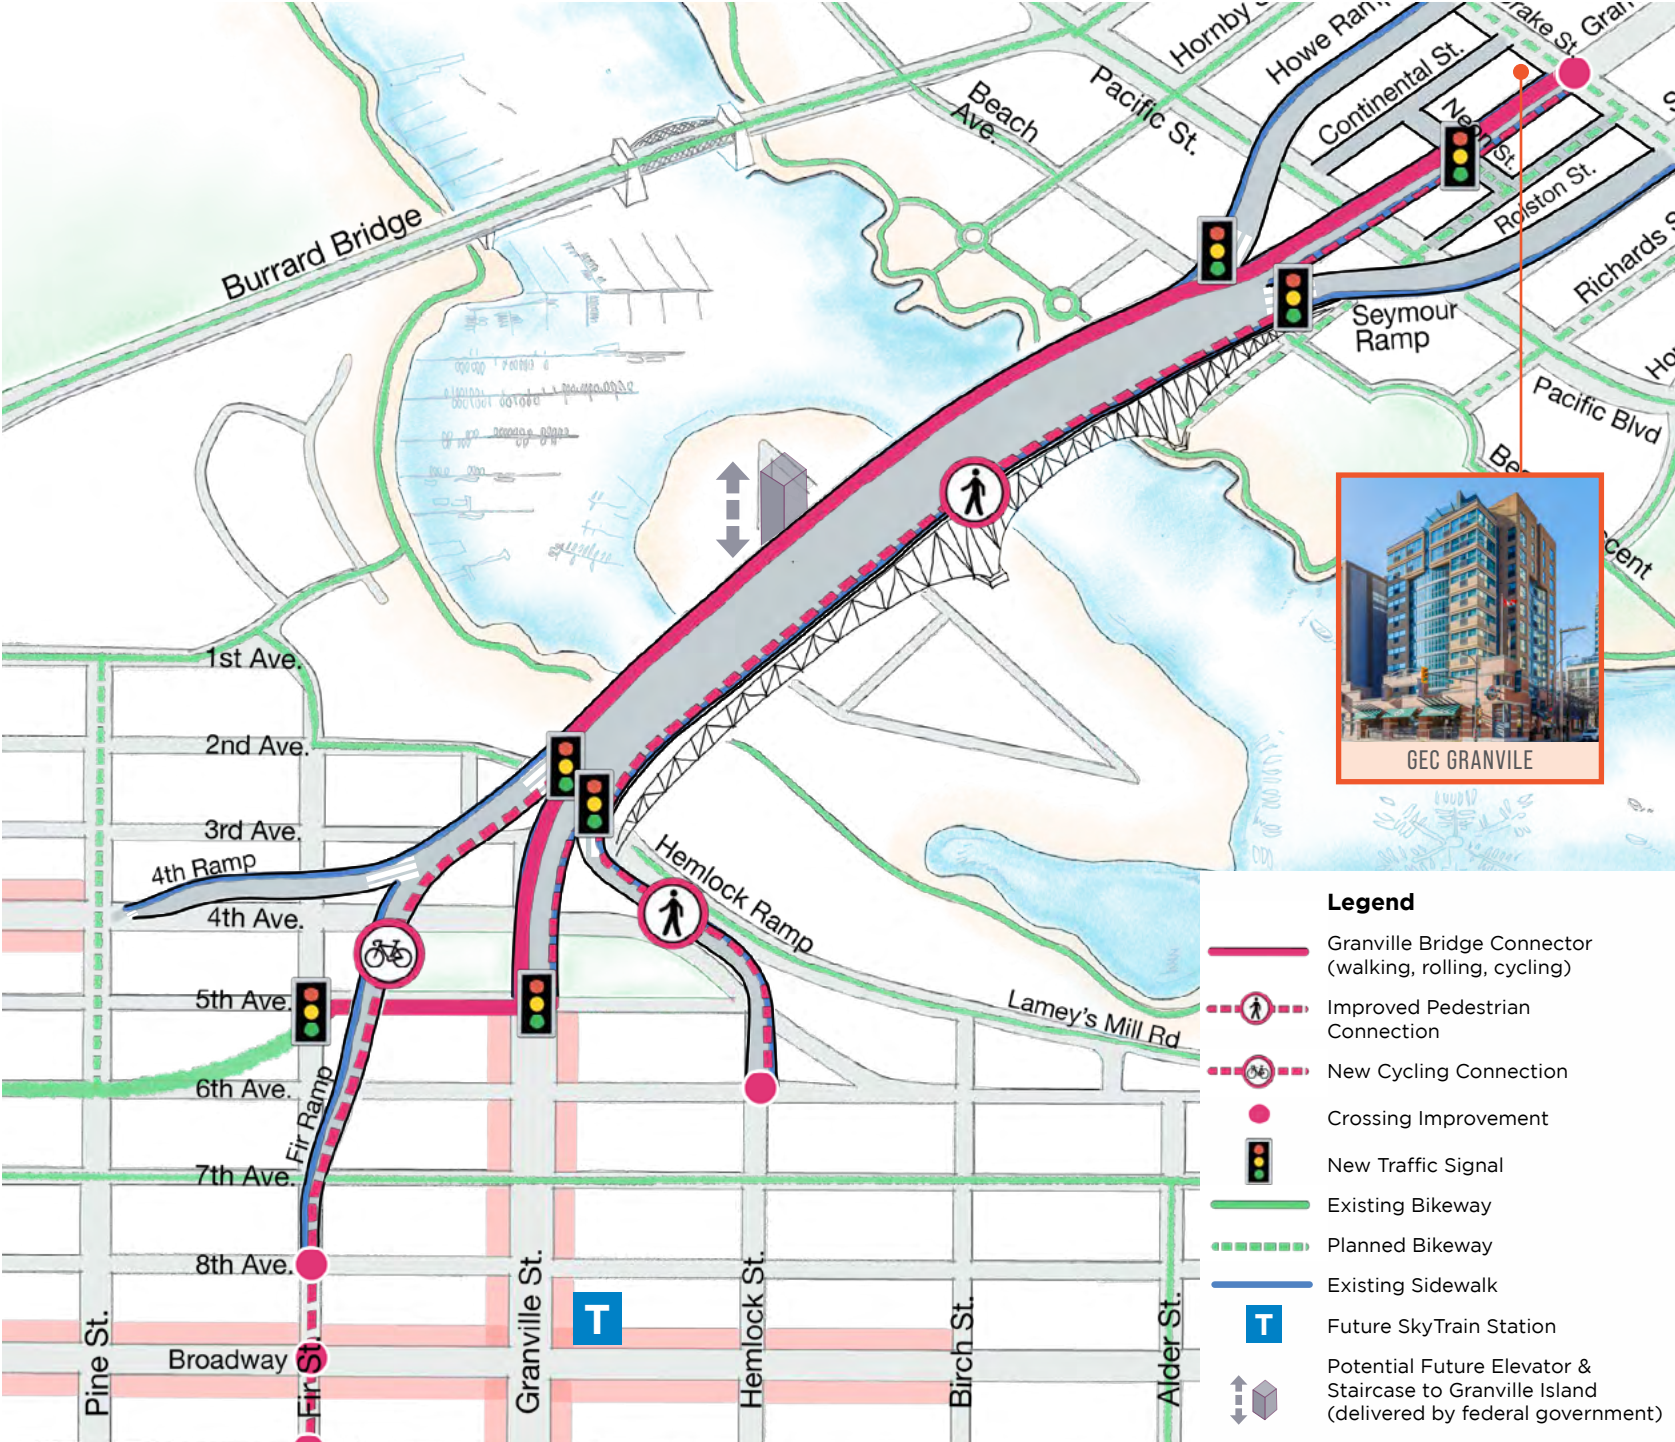 Hornby
Howe Ramp
Drake St.
Gran
Continental St.
Beach
Ave.
Pacific St.
Neon St.
Rolston St.
Richards S
Burrard Bridge
Seymour
Ramp
Pacific Blvd
cent
GEC GRANVILE
1st Ave.
2nd Ave.
3rd Ave.
4th Ramp
4th Ave.
Hemlock Ramp
5th Ave.
Lamey's Mill Rd
6th Ave.
Fir Ramp
7th Ave.
8th Ave.
Broadway
Pine St.
Fir St.
Granville St.
T
Hemlock St.
Birch St.
Alder St.
Legend
Granville Bridge Connector
(walking, rolling, cycling)
Improved Pedestrian
Connection
New Cycling Connection
Crossing Improvement
New Traffic Signal
Existing Bikeway
Planned Bikeway
Existing Sidewalk
T
Future SkyTrain Station
Potential Future Elevator &
Staircase to Granville Island
(delivered by federal government)